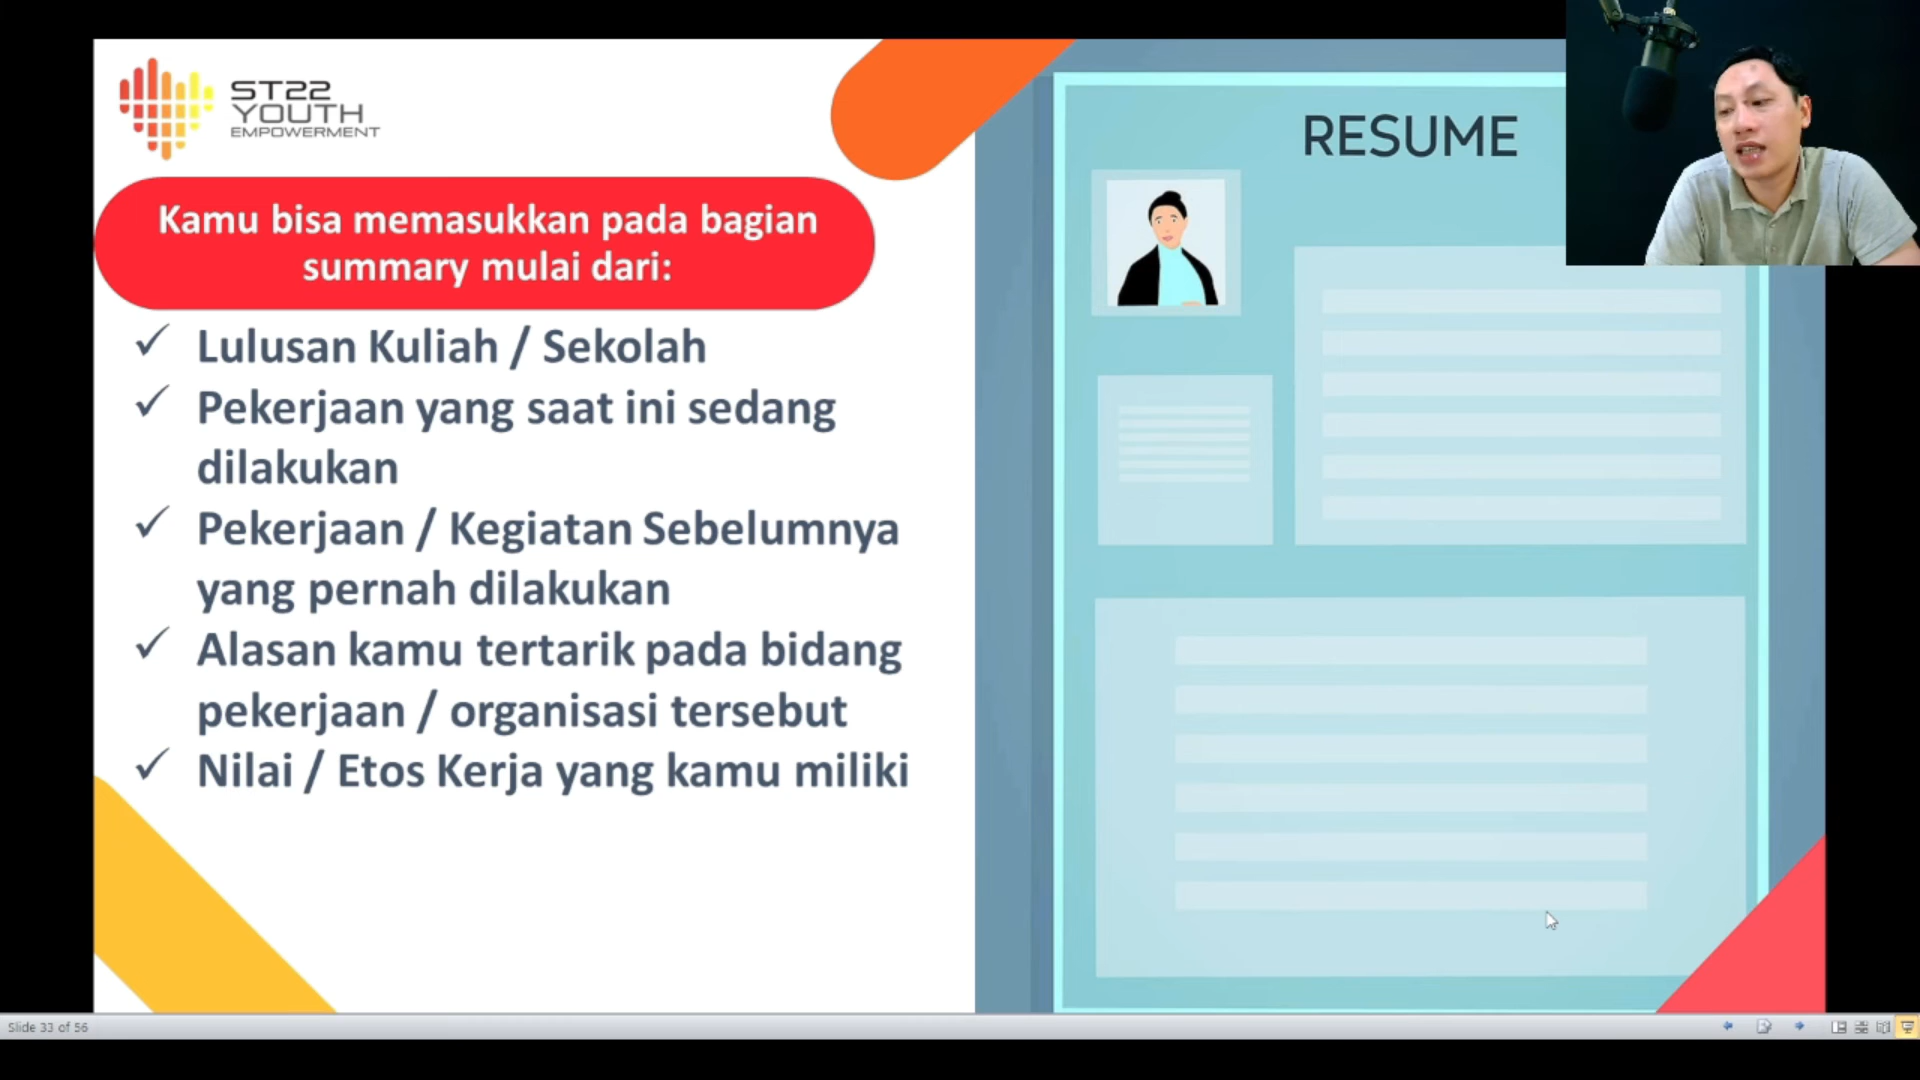 ST22
YOUTH
EMPOWERMENT
Kamu bisa memasukkan pada bagian
summary mulai dari:
Lulusan Kuliah / Sekolah
Pekerjaan yang saat ini sedang
dilakukan
Pekerjaan / Kegiatan Sebelumnya
yang pernah dilakukan
Alasan kamu tertarik pada bidang
pekerjaan / organisasi tersebut
Nilai / Etos Kerja yang kamu miliki
RESUME
Slide 33 of 56